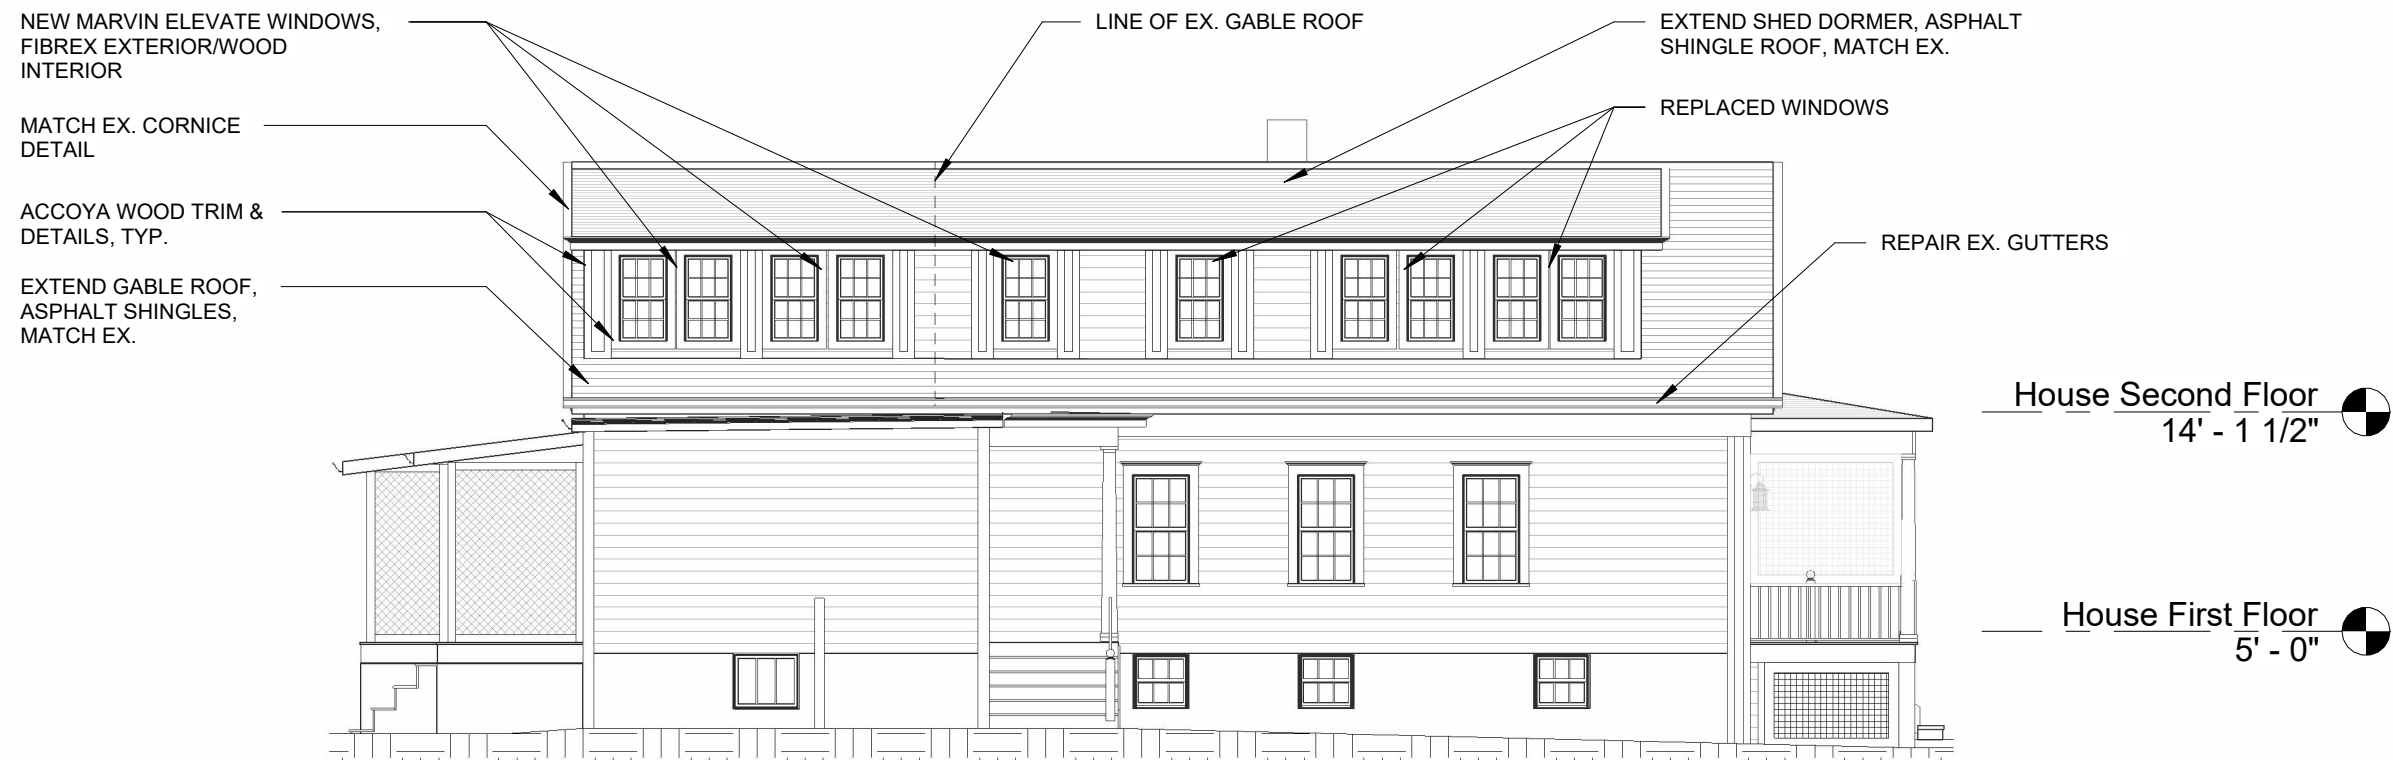 NEW MARVIN ELEVATE WINDOWS,
FIBREX EXTERIOR/WOOD
INTERIOR
MATCH EX. CORNICE
DETAIL
ACCOYA WOOD TRIM &
DETAILS, TYP.
EXTEND GABLE ROOF,
ASPHALT SHINGLES,
MATCH EX.
LINE OF EX. GABLE ROOF
EXTEND SHED DORMER, ASPHALT
SHINGLE ROOF, MATCH EX.
REPLACED WINDOWS
REPAIR EX. GUTTERS
House Second Floor
14' - 1 1/2"
House First Floor
5' - 0"